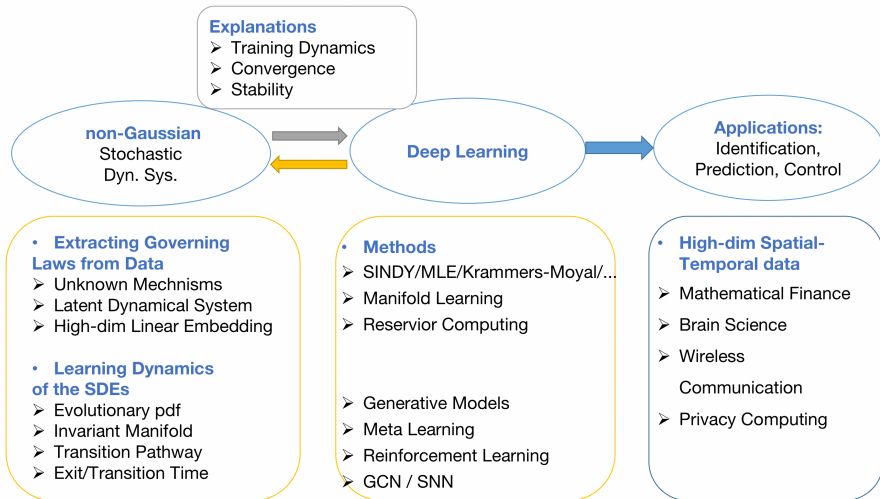 Explanations
➢ Training Dynamics
➢ Convergence
➢ Stability
non-Gaussian
Stochastic
Dyn. Sys.
Deep Learning
Applications:
Identification,
Prediction, Control
• Extracting Governing
Laws from Data
➢ Unknown Mechnisms
➢ Latent Dynamical System
➢ High-dim Linear Embedding
• Learning Dynamics
of the SDEs
➢ Evolutionary pdf
➢ Invariant Manifold
➢ Transition Pathway
➢ Exit/Transition Time
• Methods
➢ SINDY/MLE/Krammers-Moyal/...
➢ Manifold Learning
➢ Reservior Computing
➢ Generative Models
➢ Meta Learning
➢ Reinforcement Learning
➢ GCN / SNN
• High-dim Spatial-
Temporal data
➢ Mathematical Finance
➢ Brain Science
➢ Wireless
Communication
➢ Privacy Computing